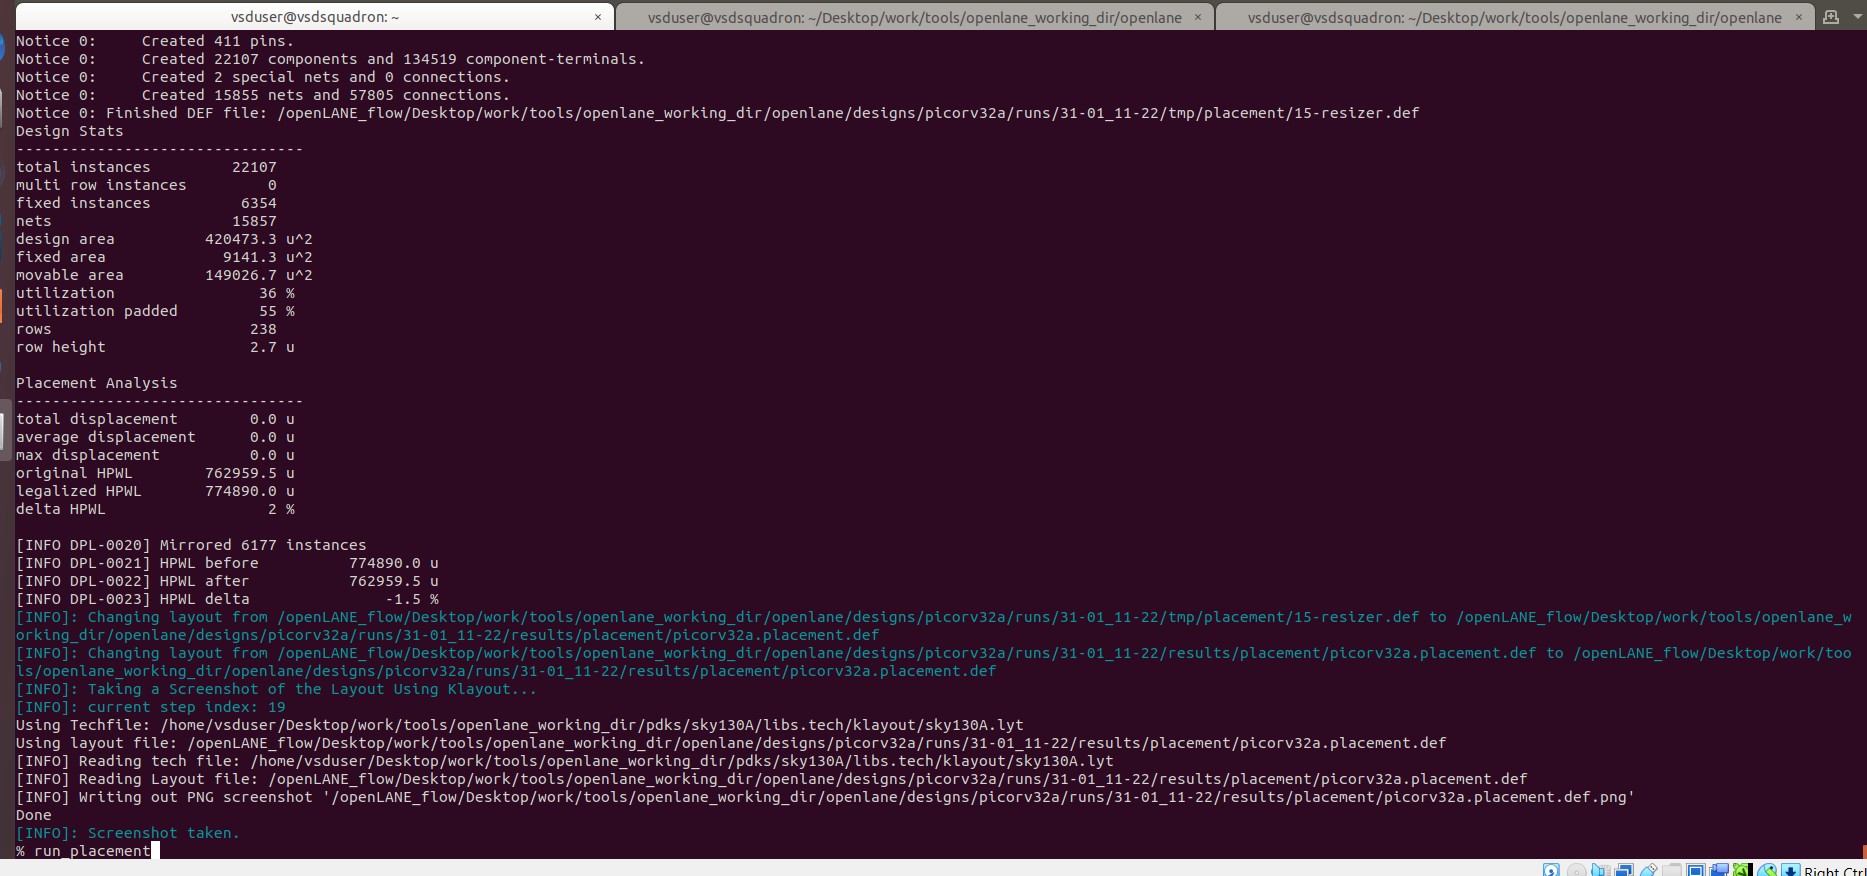 vsduser@vsdsquadron: ~ × vsduser@vsdsquadron: ~/Desktop/work/tools/openlane_working_dir/openlane × vsduser@vsdsquadron: ~/Desktop/work/tools/openlane_working_dir/openlane ×
Notice 0:     Created 411 pins.
Notice 0:     Created 22107 components and 134519 component-terminals.
Notice 0:     Created 2 special nets and 0 connections.
Notice 0:     Created 15855 nets and 57805 connections.
Notice 0: Finished DEF file: /openLANE_flow/Desktop/work/tools/openlane_working_dir/openlane/designs/picorv32a/runs/31-01_11-22/tmp/placement/15-resizer.def
Design Stats
--------------------------------
total instances         22107
multi row instances         0
fixed instances          6354
nets                    15857
design area          420473.3 u^2
fixed area             9141.3 u^2
movable area         149026.7 u^2
utilization                36 %
utilization padded         55 %
rows                      238
row height                2.7 u
Placement Analysis
--------------------------------
total displacement        0.0 u
average displacement      0.0 u
max displacement          0.0 u
original HPWL        762959.5 u
legalized HPWL       774890.0 u
delta HPWL                  2 %
[INFO DPL-0020] Mirrored 6177 instances
[INFO DPL-0021] HPWL before          774890.0 u
[INFO DPL-0022] HPWL after           762959.5 u
[INFO DPL-0023] HPWL delta               -1.5 %
[INFO]: Changing layout from /openLANE_flow/Desktop/work/tools/openlane_working_dir/openlane/designs/picorv32a/runs/31-01_11-22/tmp/placement/15-resizer.def to /openLANE_flow/Desktop/work/tools/openlane_w
orking_dir/openlane/designs/picorv32a/runs/31-01_11-22/results/placement/picorv32a.placement.def
[INFO]: Changing layout from /openLANE_flow/Desktop/work/tools/openlane_working_dir/openlane/designs/picorv32a/runs/31-01_11-22/results/placement/picorv32a.placement.def to /openLANE_flow/Desktop/work/too
ls/openlane_working_dir/openlane/designs/picorv32a/runs/31-01_11-22/results/placement/picorv32a.placement.def
[INFO]: Taking a Screenshot of the Layout Using Klayout...
[INFO]: current step index: 19
Using Techfile: /home/vsduser/Desktop/work/tools/openlane_working_dir/pdks/sky130A/libs.tech/klayout/sky130A.lyt
Using layout file: /openLANE_flow/Desktop/work/tools/openlane_working_dir/openlane/designs/picorv32a/runs/31-01_11-22/results/placement/picorv32a.placement.def
[INFO] Reading tech file: /home/vsduser/Desktop/work/tools/openlane_working_dir/pdks/sky130A/libs.tech/klayout/sky130A.lyt
[INFO] Reading Layout file: /openLANE_flow/Desktop/work/tools/openlane_working_dir/openlane/designs/picorv32a/runs/31-01_11-22/results/placement/picorv32a.placement.def
[INFO] Writing out PNG screenshot '/openLANE_flow/Desktop/work/tools/openlane_working_dir/openlane/designs/picorv32a/runs/31-01_11-22/results/placement/picorv32a.placement.def.png'
Done
[INFO]: Screenshot taken.
% run_placement
Right Ctrl